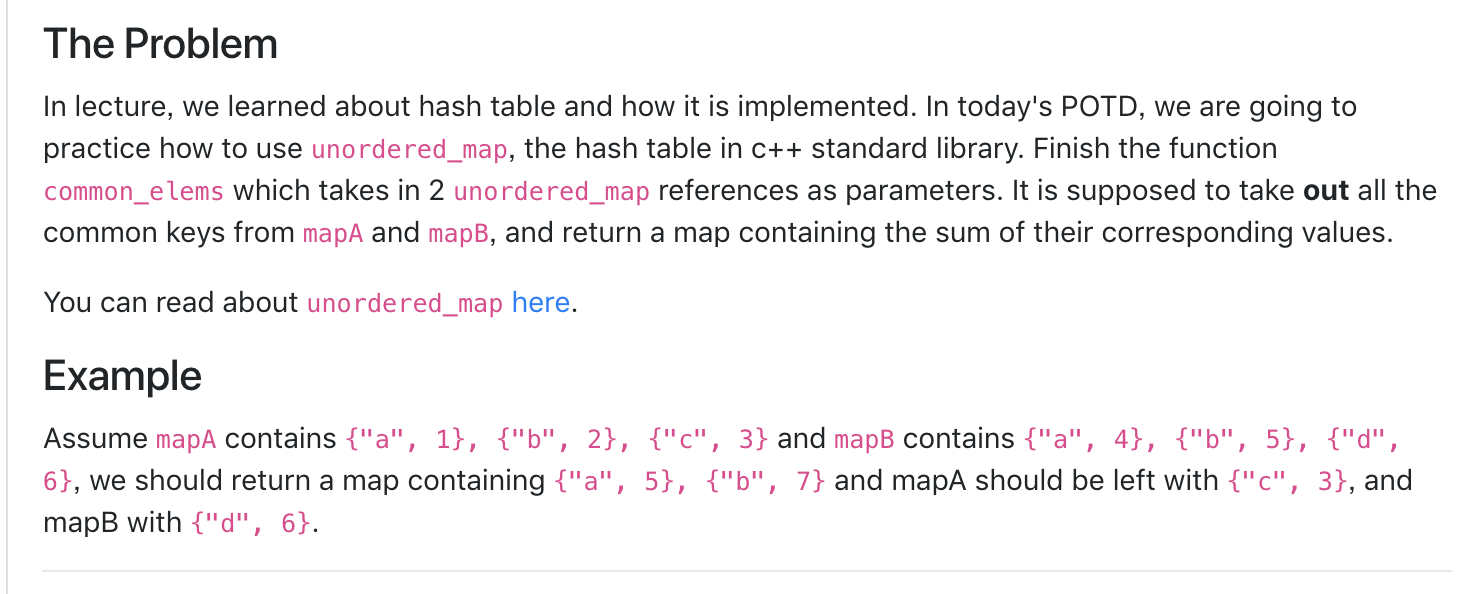 The Problem
In lecture, we learned about hash table and how it is implemented. In today's POTD, we are going to
practice how to use unordered_map, the hash table in c++ standard library. Finish the function
common_elems which takes in 2 unordered_map references as parameters. It is supposed to take out all the
common keys from mapA and mapB, and return a map containing the sum of their corresponding values.
You can read about unordered_map here.
Example
Assume mapA contains {"a", 1}, {"b", 2}, {"c", 3} and mapB contains {"a", 4}, {"b", 5}, {"d",
6}, we should return a map containing {"a", 5}, {"b", 7} and mapA should be left with {"c", 3}, and
mapB with {"d", 6}.